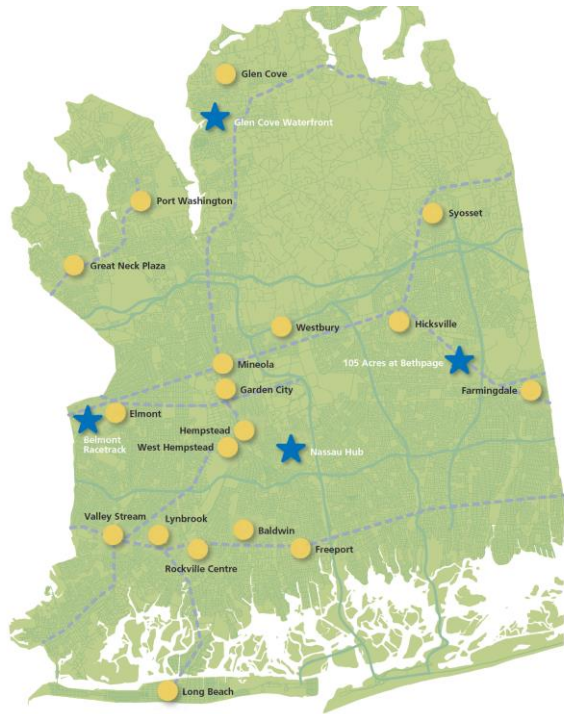 Glen Cove
Glen Cove Waterfront
Port Washington
Syosset
Great Neck Plaza
Westbury
Hicksville
Mineola
105 Acres at Bethpage
Garden City
Farmingdale
Elmont
Belmont
Racetrack
Hempstead
West Hempstead
Nassau Hub
Valley Stream
Lynbrook
Baldwin
Freeport
Rockville Centre
Long Beach